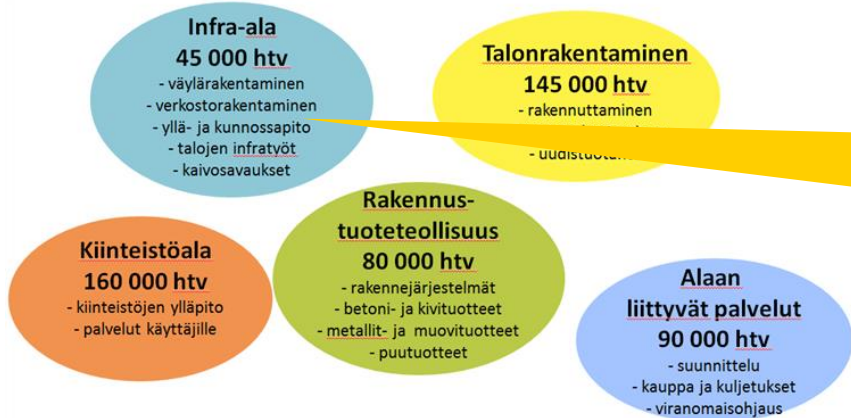 Infra-ala
45 000 htv
- väylärakentaminen
- verkostorakentaminen
- yllä- ja kunnossapito
- talojen infratyöt
- kaivosavaukset
Talonrakentaminen
145 000 htv
- rakennuttaminen
Kiinteistöala
160 000 htv
- kiinteistöjen ylläpito
- palvelut käyttäjille
Rakennus-
tuoteteollisuus
80 000 htv
- rakennejärjestelmät
- betoni- ja kivituotteet
- metallit- ja muovituotteet
- puutuotteet
Alaan
liittyvät palvelut
90 000 htv
- suunnittelu
- kauppa ja kuljetukset
- viranomaisohjaus